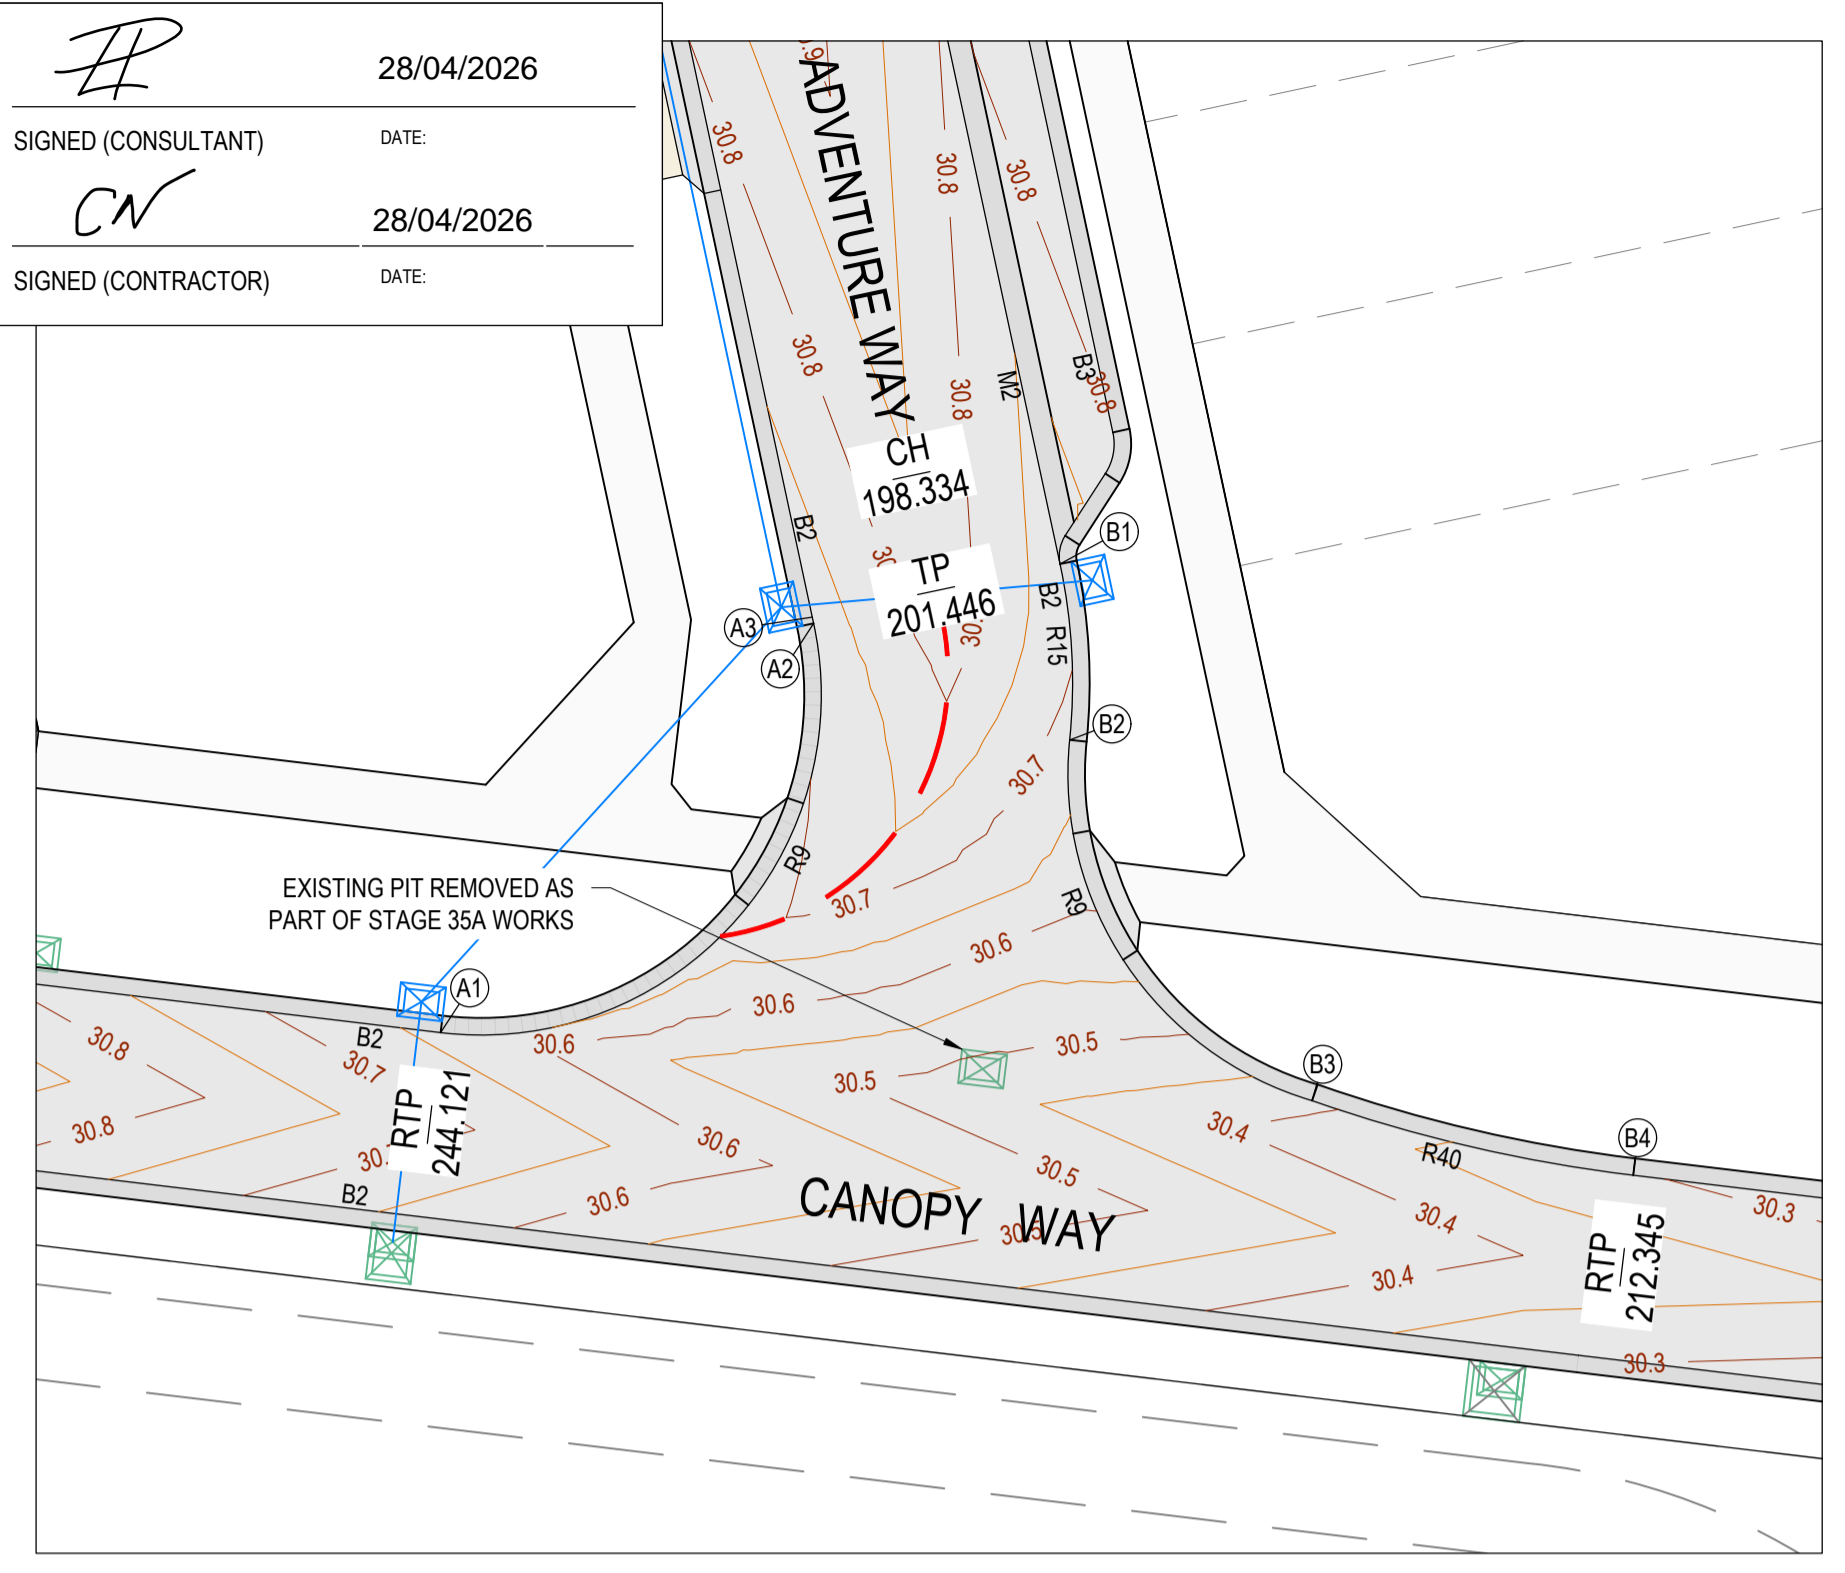 28/04/2026
SIGNED (CONSULTANT)
DATE:
CN
28/04/2026
SIGNED (CONTRACTOR)
DATE:
ADVENTURE WAY
30.8
30.8
30.8
30.8
30.8
30.8
M2
B3
CH
198.334
B2
TP
201.446
B1
B2
R15
A3
A2
B2
30.7
R9
R9
30.7
EXISTING PIT REMOVED AS
PART OF STAGE 35A WORKS
30.6
30.6
30.6
A1
B2
30.8
30.7
30.8
RTP
244.121
B2
30.5
30.5
30.6
30.6
30.5
30.5
CANOPY WAY
30.4
30.4
30.4
B3
R40
B4
30.3
RTP
212.345
30.3